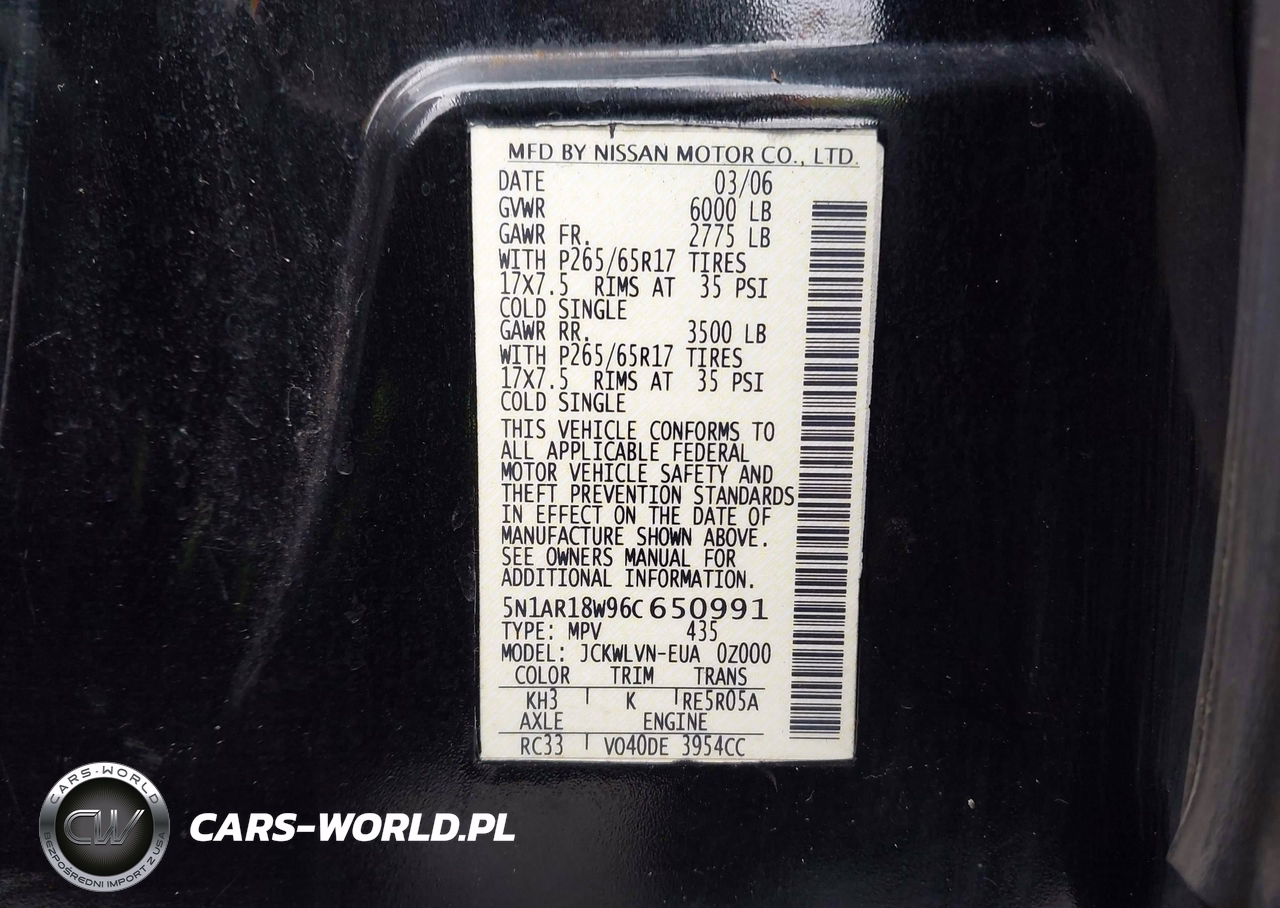 MFD BY NISSAN MOTOR CO., LTD.
DATE 03/06
GVWR 6000 LB
GAWR FR. 2775 LB
WITH P265/65R17 TIRES
17X7.5 RIMS AT 35 PSI
COLD SINGLE
GAWR RR. 3500 LB
WITH P265/65R17 TIRES
17X7.5 RIMS AT 35 PSI
COLD SINGLE
THIS VEHICLE CONFORMS TO
ALL APPLICABLE FEDERAL
MOTOR VEHICLE SAFETY AND
THEFT PREVENTION STANDARDS
IN EFFECT ON THE DATE OF
MANUFACTURE SHOWN ABOVE.
SEE OWNERS MANUAL FOR
ADDITIONAL INFORMATION.
5N1AR18W96C650991
TYPE: MPV 435
MODEL: JCKWLVN-EUA 0Z000
COLOR TRIM TRANS
KH3 K RE5R05A
AXLE ENGINE
RC33 VO40DE 3954CC
CARS-WORLD
CW
BEZPOŚREDNI IMPORT Z USA
CARS-WORLD.PL